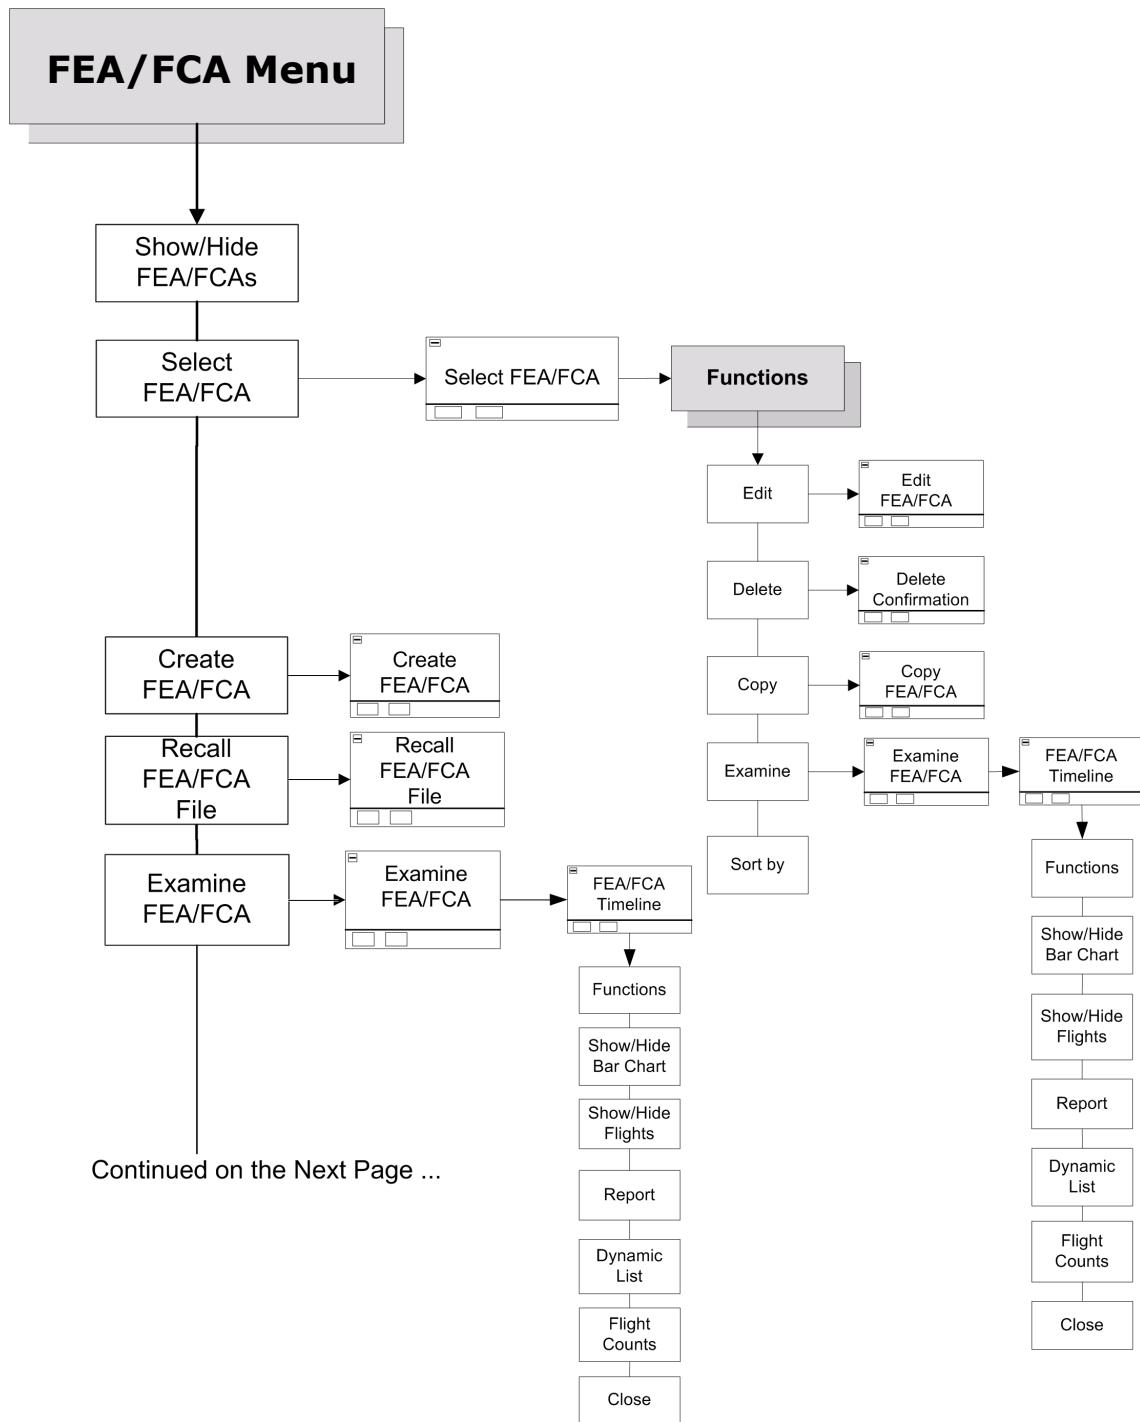 FEA/FCA Menu
Show/Hide
FEA/FCAs
Select
FEA/FCA
Select FEA/FCA
Functions
Edit
Edit
FEA/FCA
Delete
Delete
Confirmation
Copy
Copy
FEA/FCA
Examine
Examine
FEA/FCA
FEA/FCA
Timeline
Sort by
Functions
Show/Hide
Bar Chart
Show/Hide
Flights
Report
Dynamic
List
Flight
Counts
Close
Create
FEA/FCA
Create
FEA/FCA
Recall
FEA/FCA
File
Recall
FEA/FCA
File
Examine
FEA/FCA
Examine
FEA/FCA
FEA/FCA
Timeline
Functions
Show/Hide
Bar Chart
Show/Hide
Flights
Report
Dynamic
List
Flight
Counts
Close
Continued on the Next Page ...